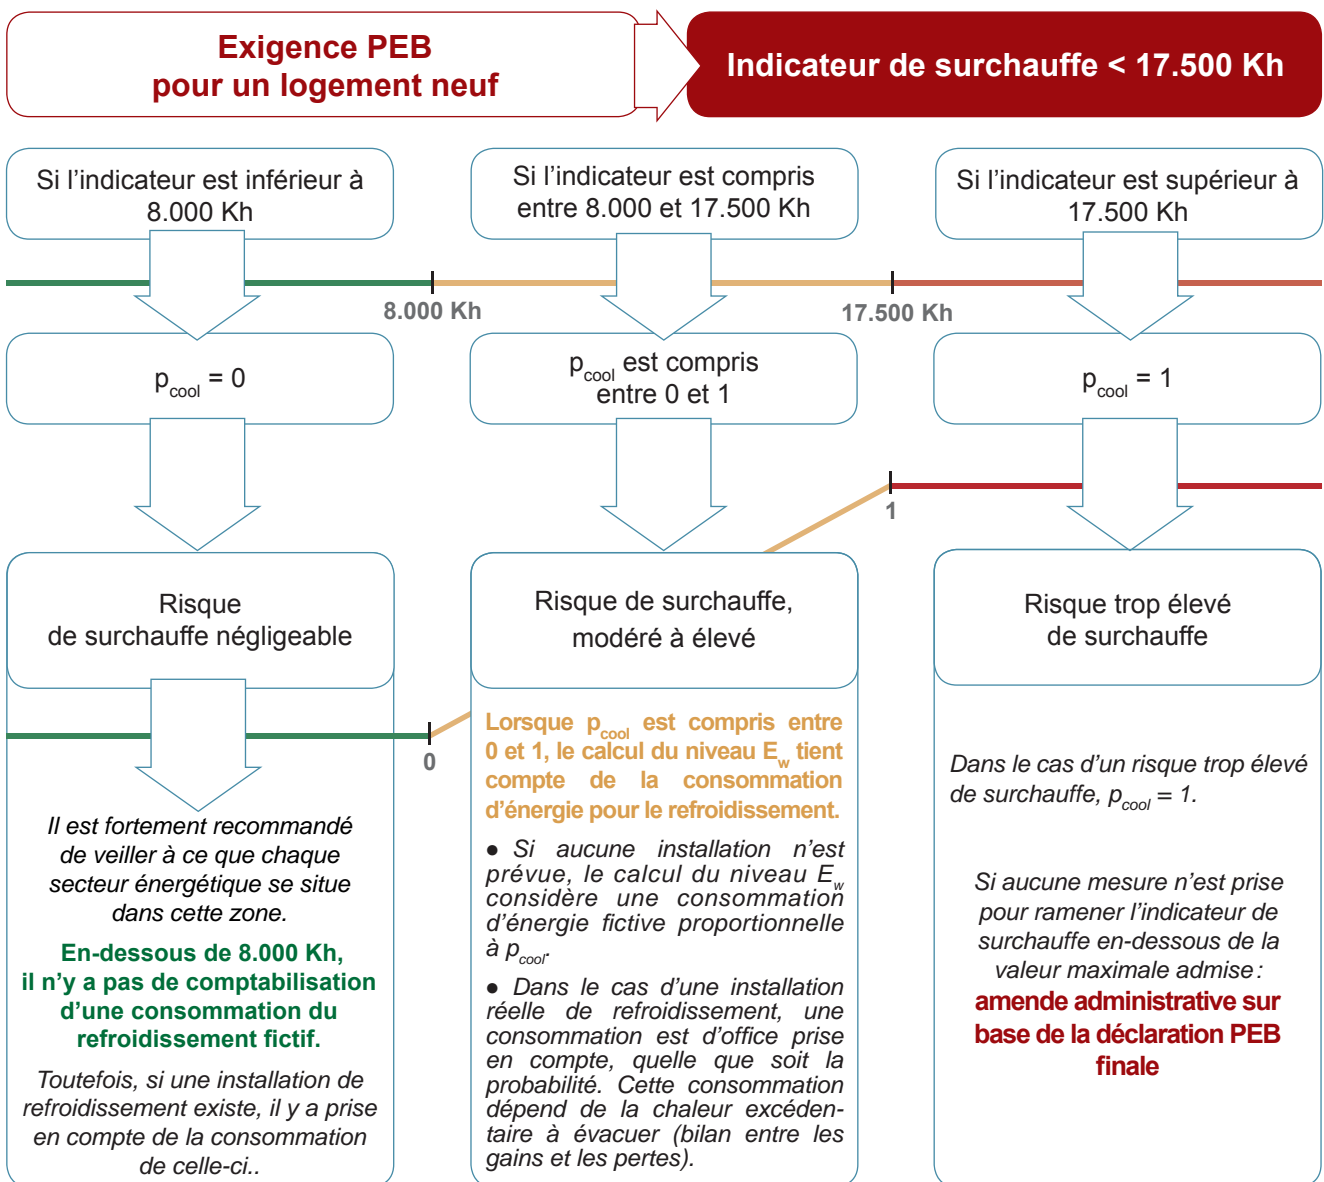 Exigence PEB
pour un logement neuf
Indicateur de surchauffe < 17.500 Kh
Si l'indicateur est inférieur à
8.000 Kh
Si l'indicateur est compris
entre 8.000 et 17.500 Kh
Si l'indicateur est supérieur à
17.500 Kh
8.000 Kh
17.500 Kh
pcool = 0
pcool est compris
entre 0 et 1
pcool = 1
1
Risque
de surchauffe négligeable
Risque de surchauffe,
modéré à élevé
Risque trop élevé
de surchauffe
0
Il est fortement recommandé
de veiller à ce que chaque
secteur énergétique se situe
dans cette zone.
En-dessous de 8.000 Kh,
il n'y a pas de comptabilisation
d'une consommation du
refroidissement fictif.
Toutefois, si une installation de
refroidissement existe, il y a prise
en compte de la consommation
de celle-ci..
Lorsque pcool est compris entre
0 et 1, le calcul du niveau Ew tient
compte de la consommation
d'énergie pour le refroidissement.
● Si aucune installation n'est
prévue, le calcul du niveau Ew
considère une consommation
d'énergie fictive proportionnelle
à pcool.
● Dans le cas d'une installation
réelle de refroidissement, une
consommation est d'office prise
en compte, quelle que soit la
probabilité. Cette consommation
dépend de la chaleur excéden-
taire à évacuer (bilan entre les
gains et les pertes).
Dans le cas d'un risque trop élevé
de surchauffe, pcool = 1.
Si aucune mesure n'est prise
pour ramener l'indicateur de
surchauffe en-dessous de la
valeur maximale admise :
amende administrative sur
base de la déclaration PEB
finale